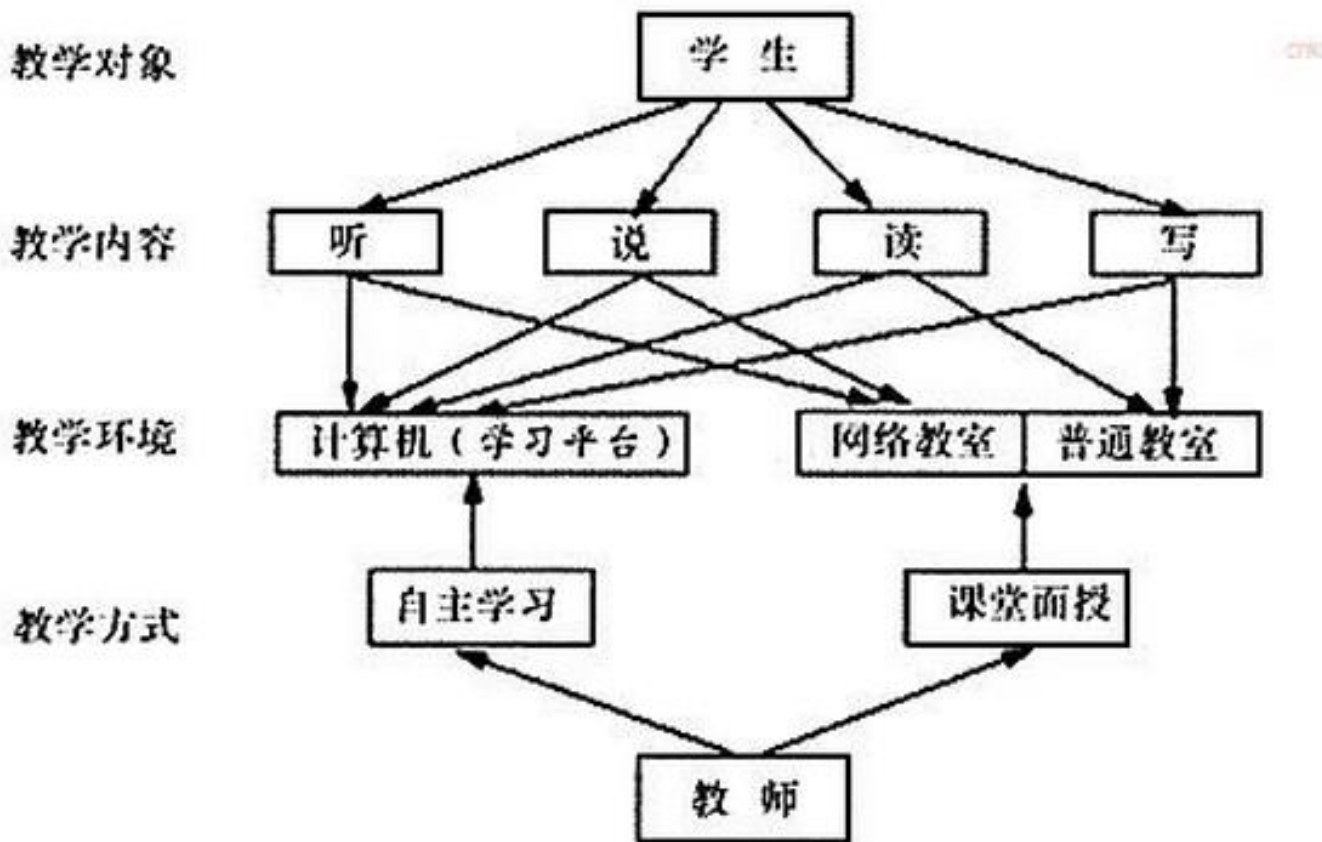 教学对象
学生
教学内容
听 说 读 写
教学环境
计算机(学习平台) 网络教室 普通教室
教学方式
自主学习 课堂面授
教师